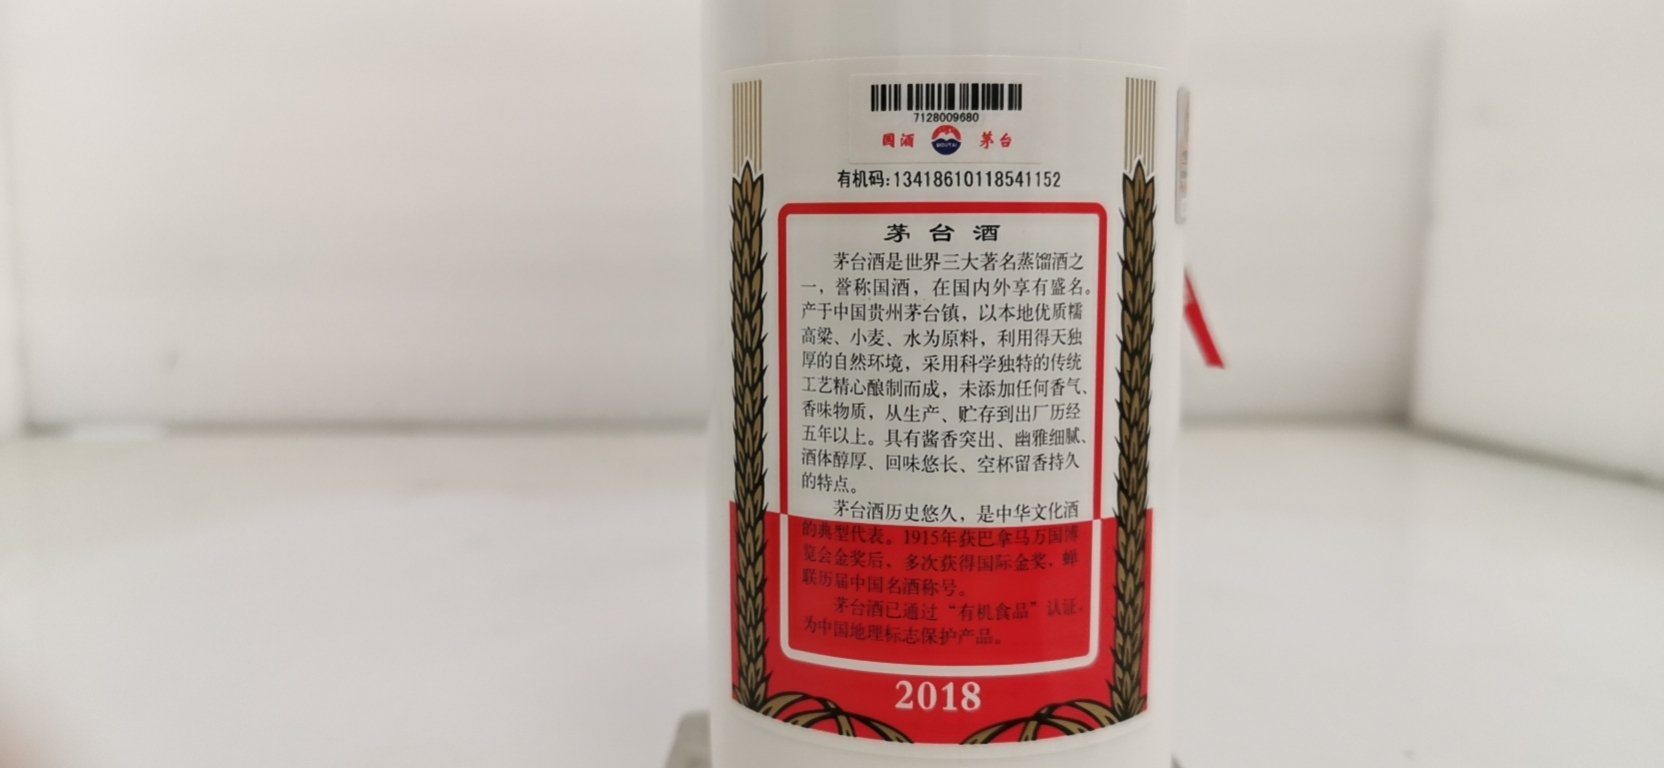 7128009680
国酒 MOUTAI 茅台
有机码:13418610118541152
茅台酒
茅台酒是世界三大著名蒸馏酒之
一，誉称国酒，在国内外享有盛名。
产于中国贵州茅台镇，以本地优质糯
高粱、小麦、水为原料，利用得天独
厚的自然环境，采用科学独特的传统
工艺精心酿制而成，未添加任何香气、
香味物质，从生产、贮存到出厂历经
五年以上。具有酱香突出、幽雅细腻、
酒体醇厚、回味悠长、空杯留香持久
的特点。
茅台酒历史悠久，是中华文化酒
的典型代表。1915年获巴拿马万国博
览会金奖后，多次获得国际金奖，蝉
联历届中国名酒称号。
茅台酒已通过“有机食品”认证，
为中国地理标志保护产品。
2018